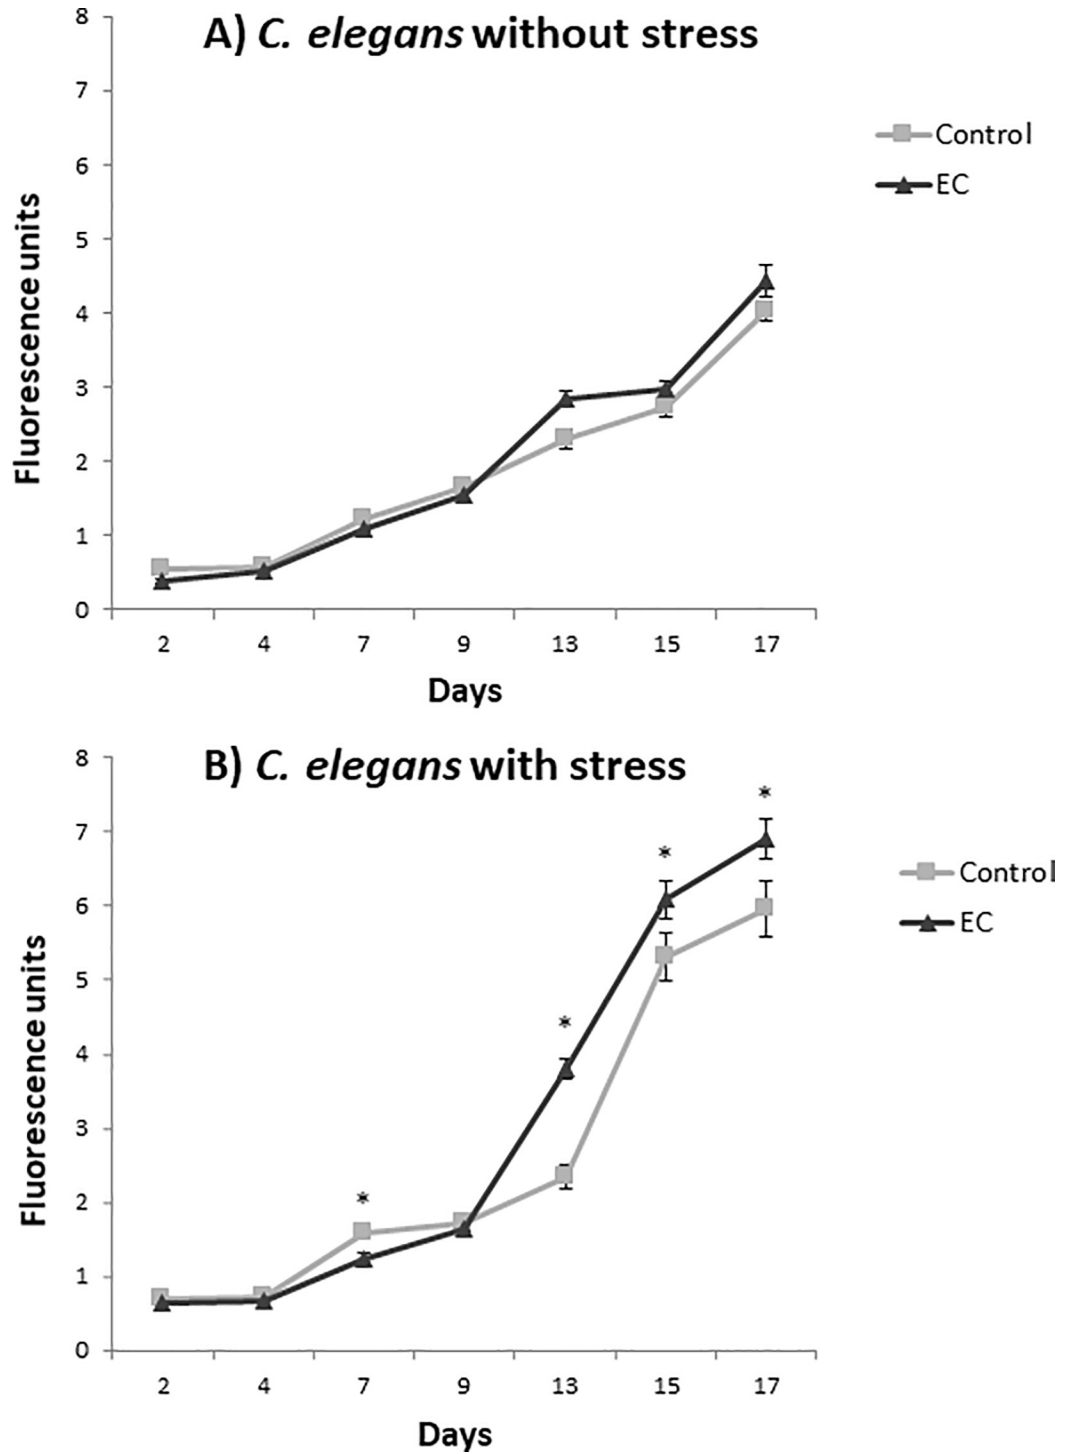 A) C. elegans without stress
8
7
6
5
4
3
2
1
0
Fluorescence units
Control
EC
2 4 7 9 13 15 17
Days
B) C. elegans with stress
8
7
6
5
4
3
2
1
0
Fluorescence units
*
*
*
*
Control
EC
2 4 7 9 13 15 17
Days